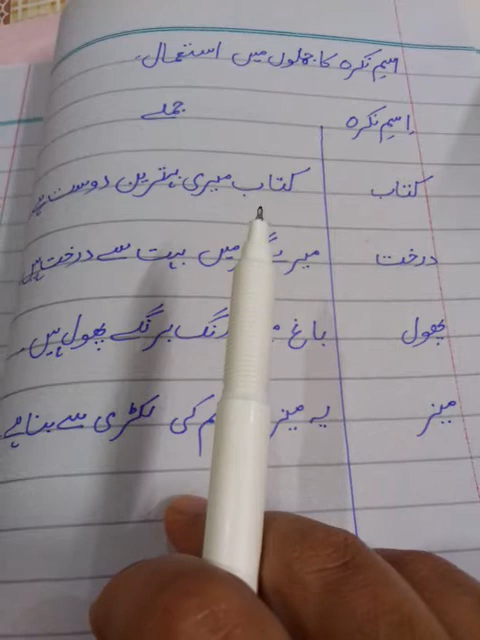 اسم نکرہ کا جملوں میں استعمال۔
اسم نکرہ جملے
کتاب کتاب میری بہترین دوست ہے
درخت میرے میں بہت سے درخت ہیں
پھول باغ رنگ برنگے پھول ہیں۔
میز یہ میز کی لکڑی سے بنا ہے